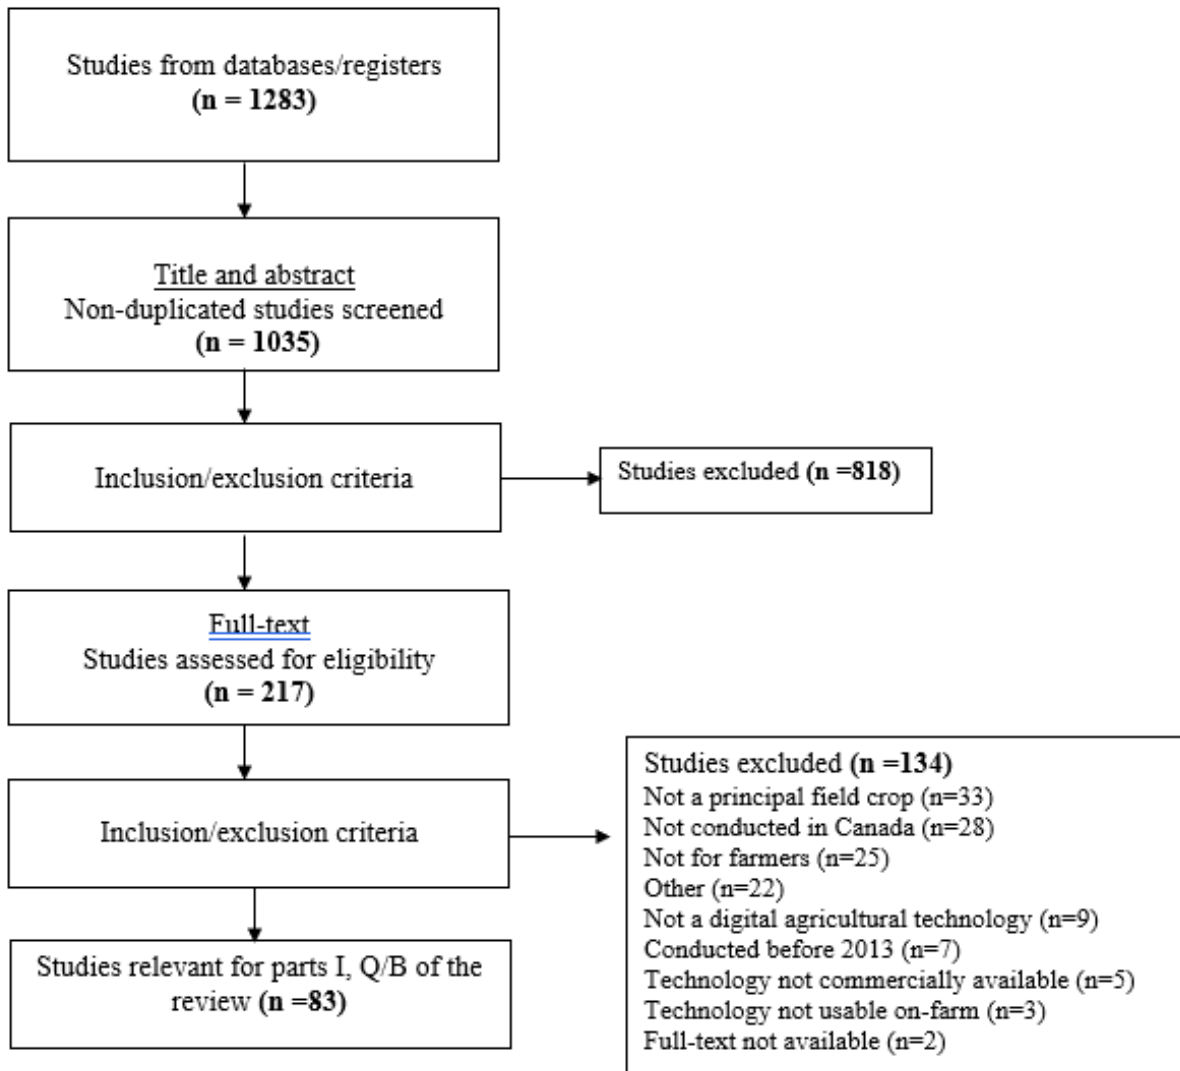 Studies from databases/registers
(n = 1283)
Title and abstract
Non-duplicated studies screened
(n = 1035)
Inclusion/exclusion criteria
Studies excluded (n =818)
Full-text
Studies assessed for eligibility
(n = 217)
Inclusion/exclusion criteria
Studies excluded (n =134)
Not a principal field crop (n=33)
Not conducted in Canada (n=28)
Not for farmers (n=25)
Other (n=22)
Not a digital agricultural technology (n=9)
Conducted before 2013 (n=7)
Technology not commercially available (n=5)
Technology not usable on-farm (n=3)
Full-text not available (n=2)
Studies relevant for parts I, Q/B of the
review (n =83)